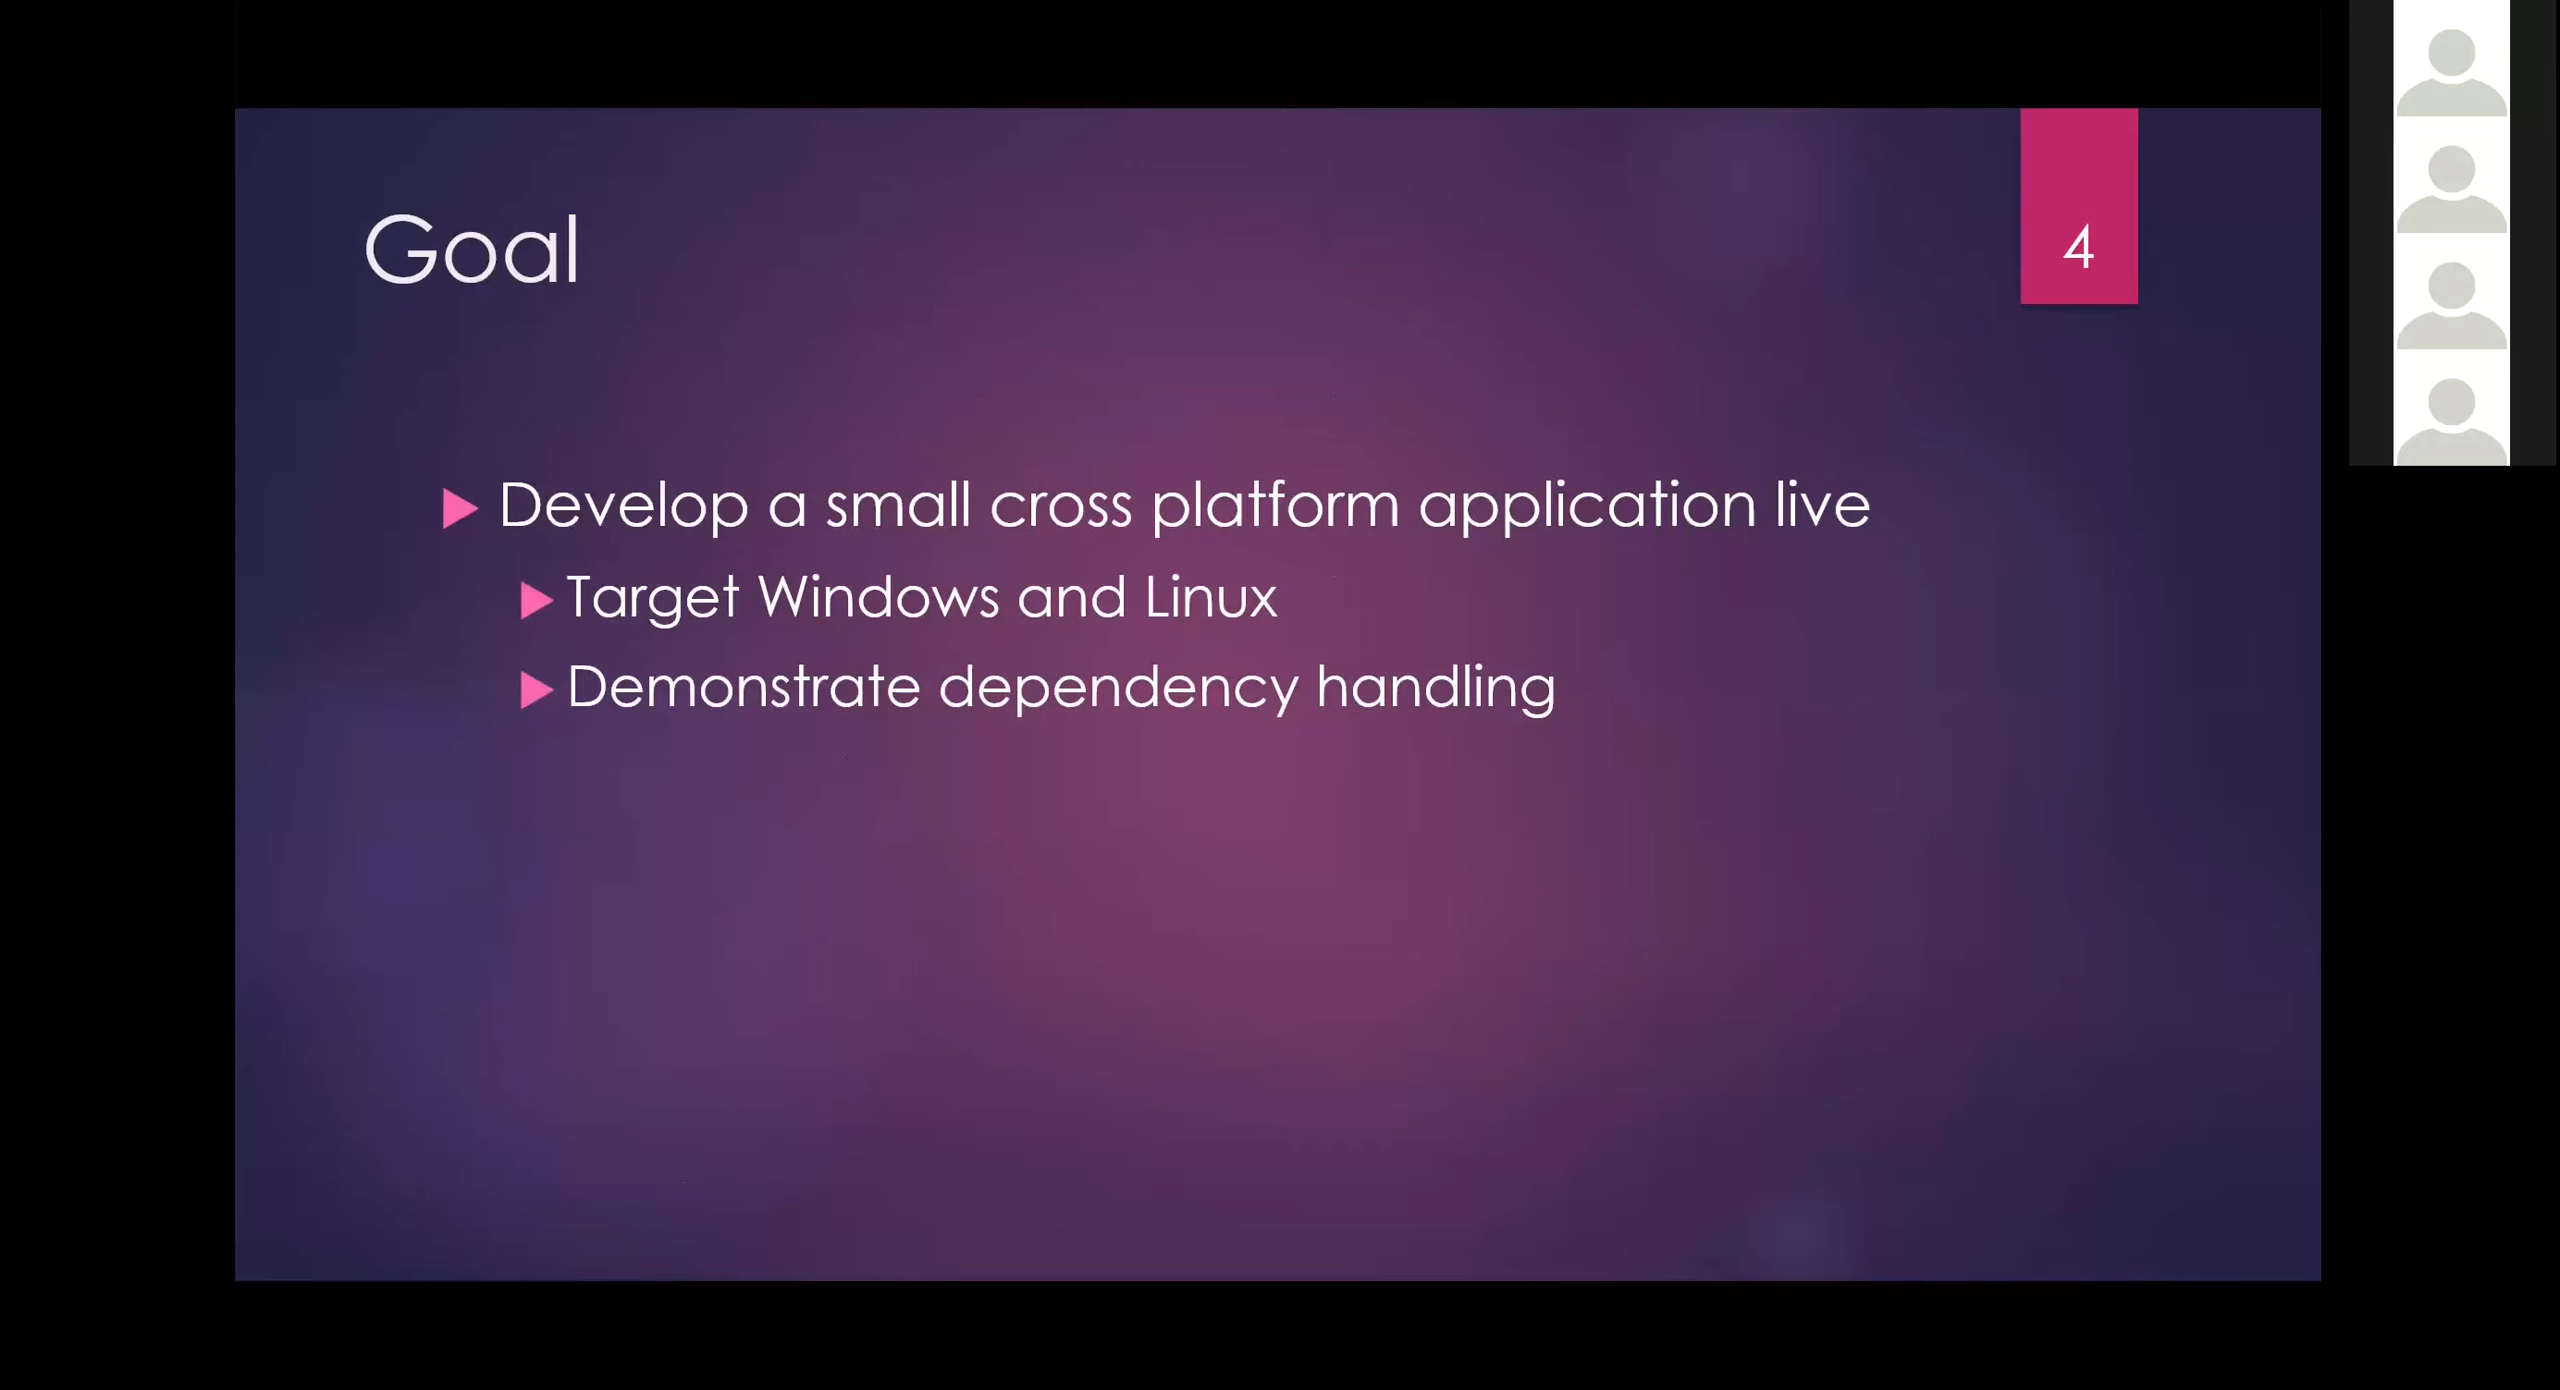 Goal
4
Develop a small cross platform application live
Target Windows and Linux
Demonstrate dependency handling